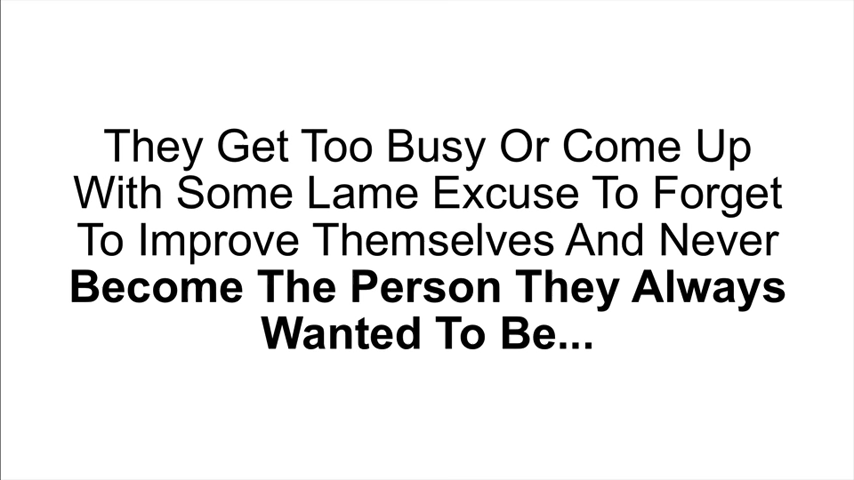 They Get Too Busy Or Come Up
With Some Lame Excuse To Forget
To Improve Themselves And Never
Become The Person They Always
Wanted To Be...